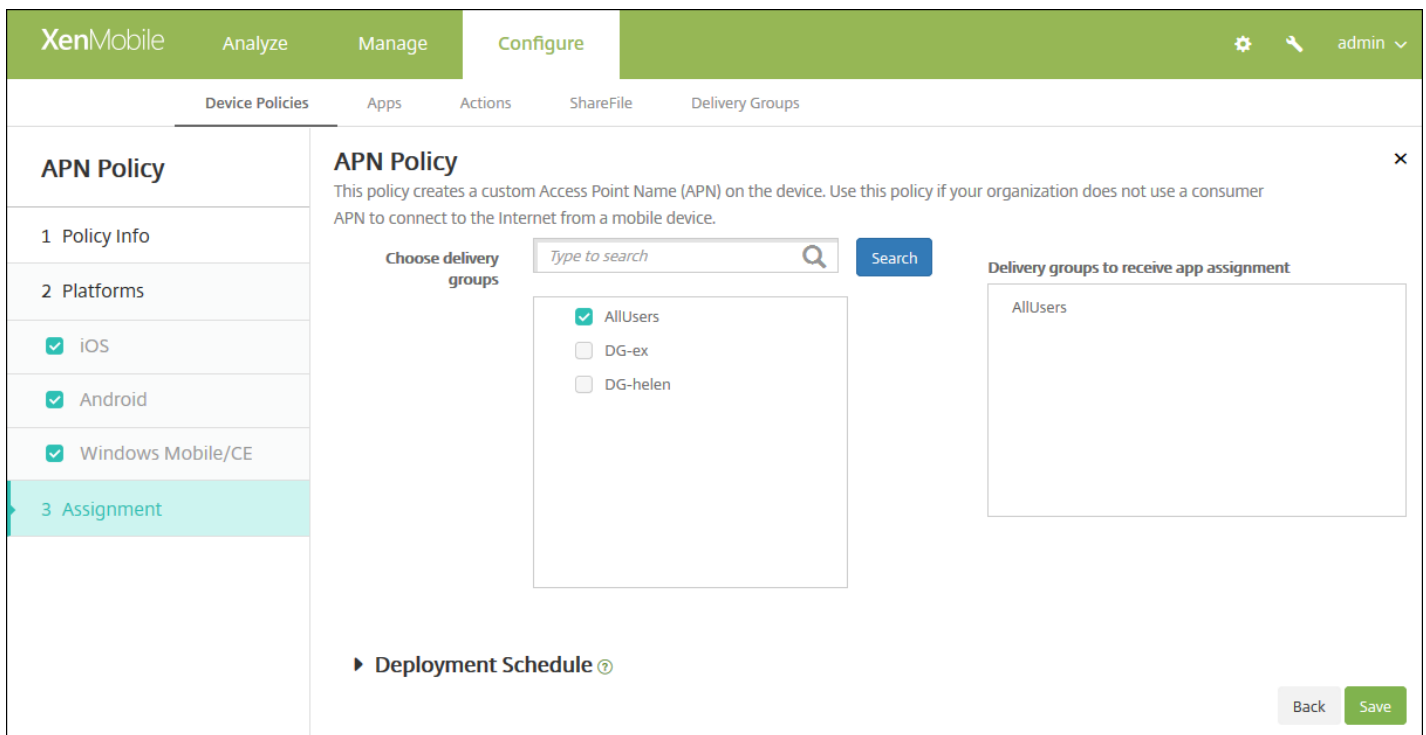 XenMobile Analyze Manage Configure admin
Device Policies Apps Actions ShareFile Delivery Groups
APN Policy
1 Policy Info
2 Platforms
iOS
Android
Windows Mobile/CE
3 Assignment
APN Policy
This policy creates a custom Access Point Name (APN) on the device. Use this policy if your organization does not use a consumer
APN to connect to the Internet from a mobile device.
Choose delivery
groups
Type to search
Search
AllUsers
DG-ex
DG-helen
Delivery groups to receive app assignment
AllUsers
Deployment Schedule ?
Back Save